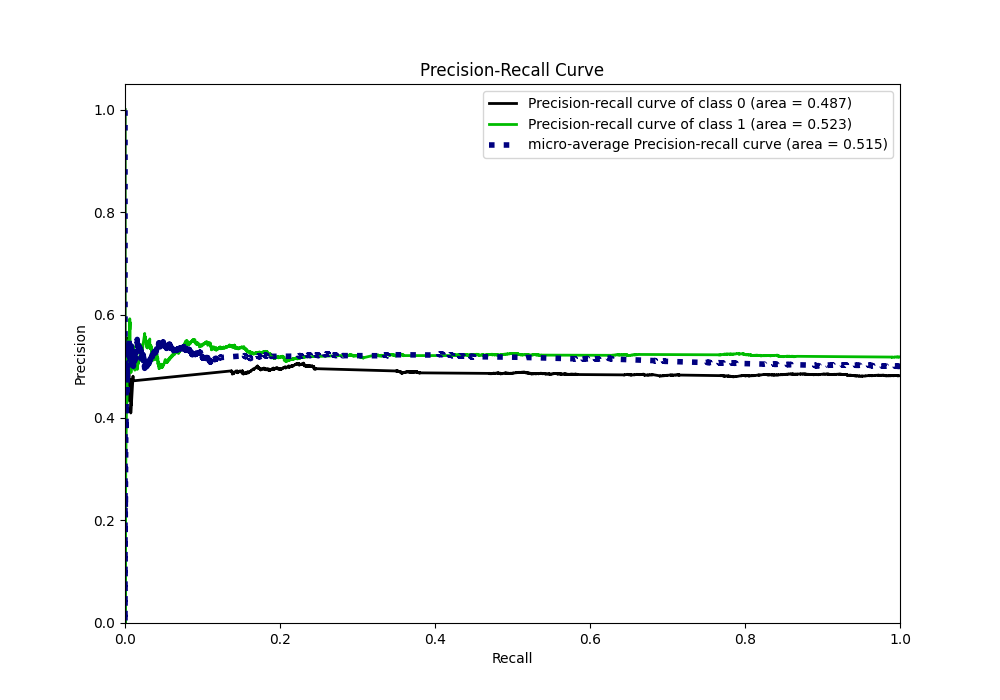 Precision-Recall Curve
Precision-recall curve of class 0 (area = 0.487)
Precision-recall curve of class 1 (area = 0.523)
micro-average Precision-recall curve (area = 0.515)
1.0
0.8
0.6
0.4
0.2
0.0
Precision
0.0 0.2 0.4 0.6 0.8 1.0
Recall